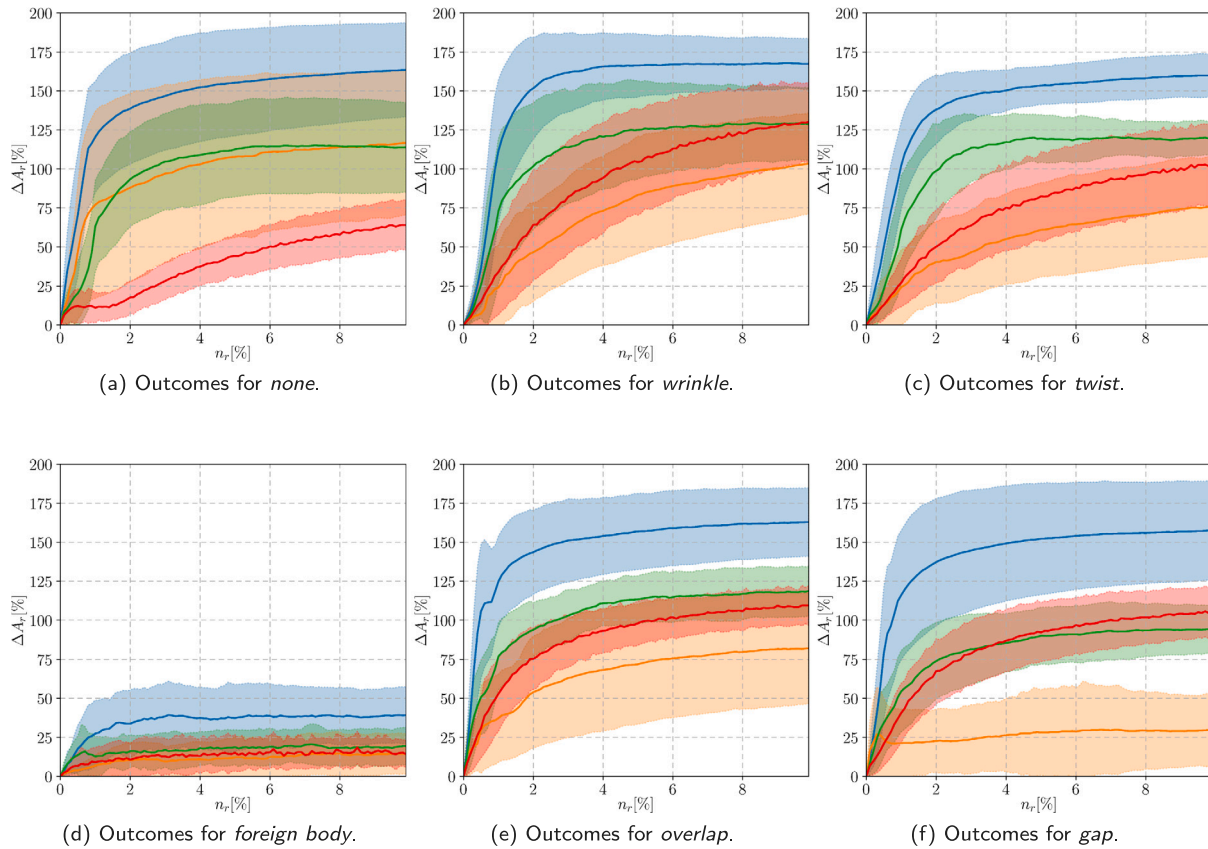 200
175
150
125
100
75
50
25
0
ΔA_r[%]
0 2 4 6 8
n_r[%]
(a) Outcomes for none.
200
175
150
125
100
75
50
25
0
ΔA_r[%]
0 2 4 6 8
n_r[%]
(b) Outcomes for wrinkle.
200
175
150
125
100
75
50
25
0
ΔA_r[%]
0 2 4 6 8
n_r[%]
(c) Outcomes for twist.
200
175
150
125
100
75
50
25
0
ΔA_r[%]
0 2 4 6 8
n_r[%]
(d) Outcomes for foreign body.
200
175
150
125
100
75
50
25
0
ΔA_r[%]
0 2 4 6 8
n_r[%]
(e) Outcomes for overlap.
200
175
150
125
100
75
50
25
0
ΔA_r[%]
0 2 4 6 8
n_r[%]
(f) Outcomes for gap.